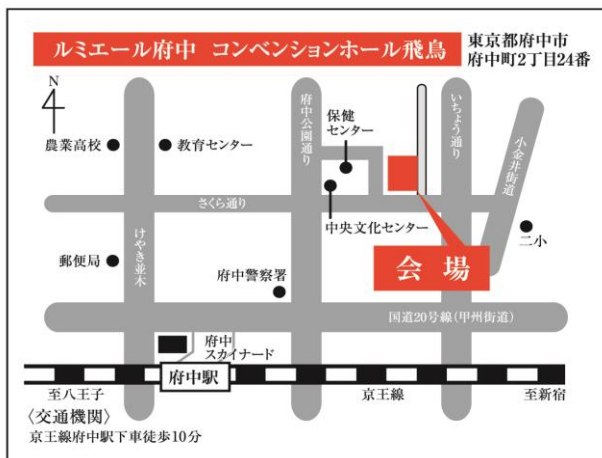 ルミエール府中 コンベンションホール飛鳥
東京都府中市
府中町2丁目24番
N
農業高校
教育センター
府中公園通り
保健
センター
いちょう通り
小金井街道
さくら通り
中央文化センター
二小
けやき並木
郵便局
府中警察署
会場
国道20号線(甲州街道)
府中
スカイナード
府中駅
至八王子
京王線
至新宿
〈交通機関〉
京王線府中駅下車徒歩10分